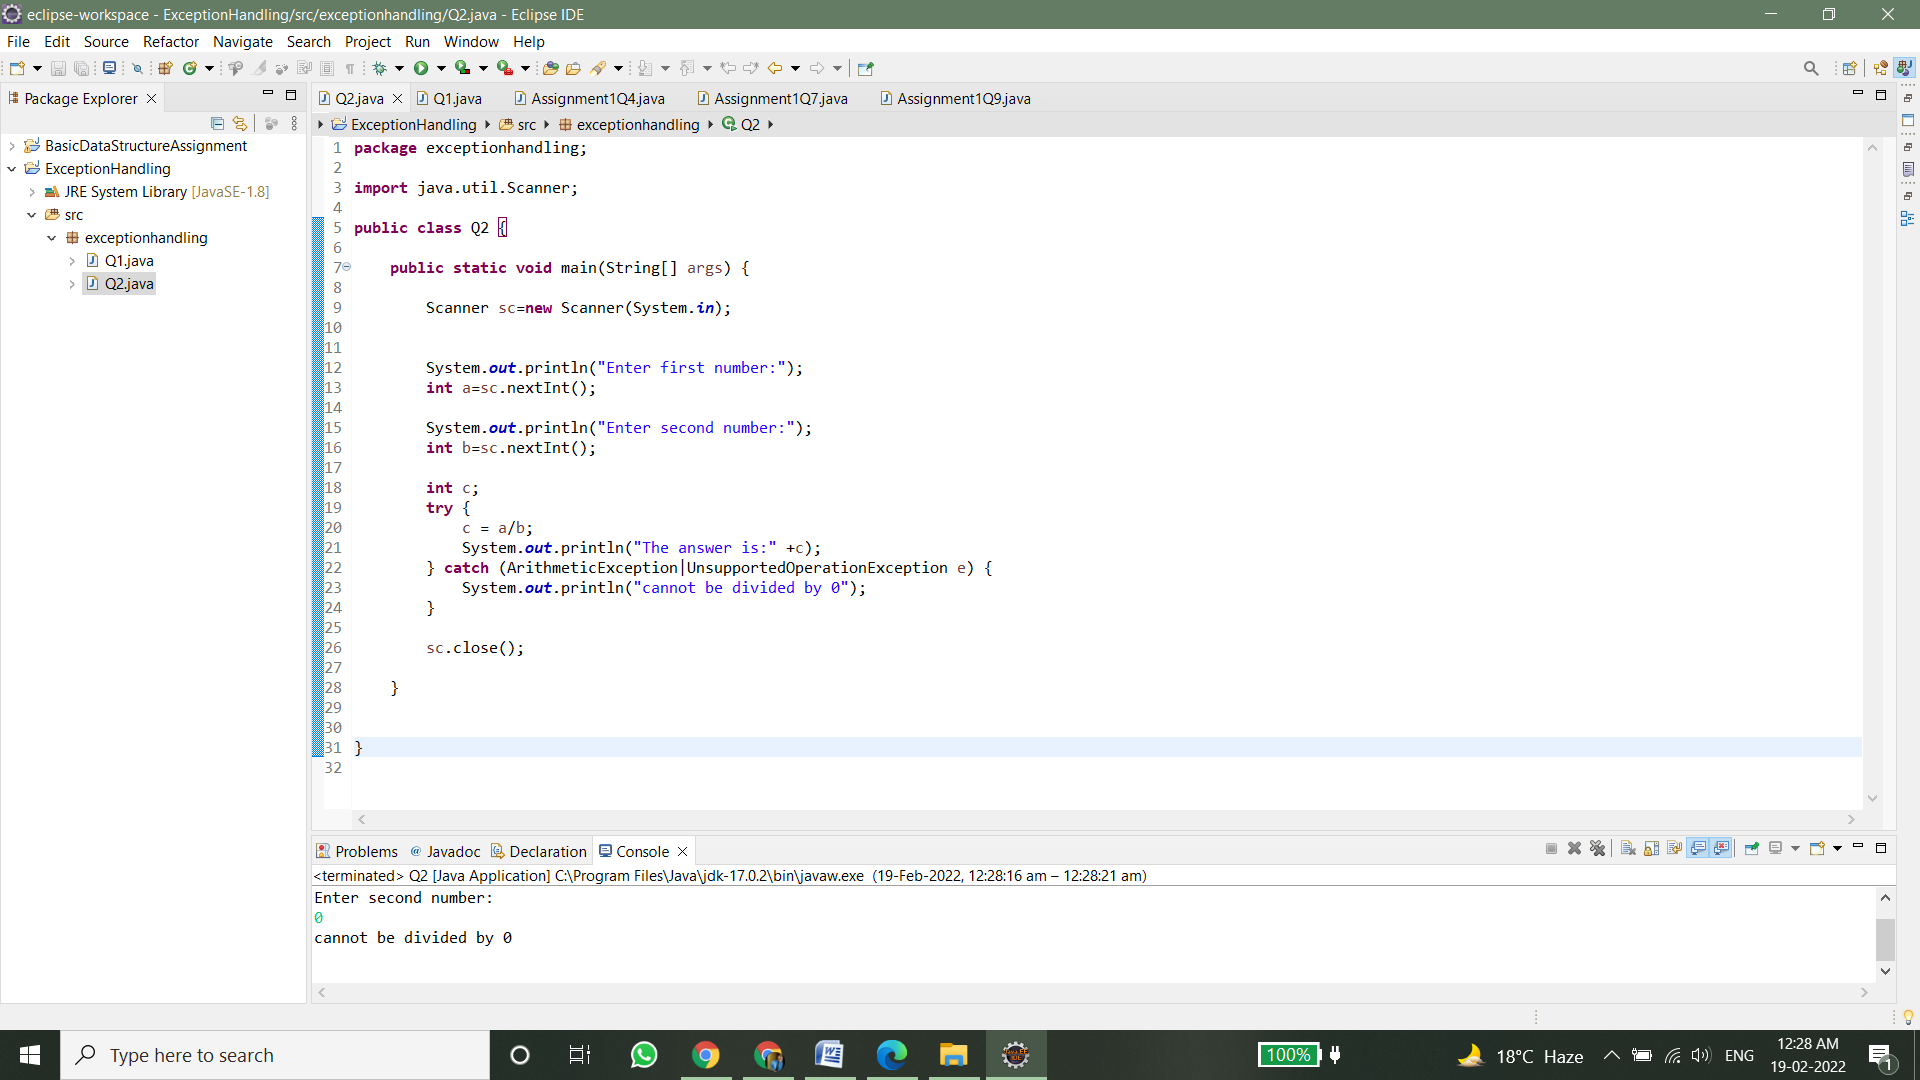 eclipse-workspace - ExceptionHandling/src/exceptionhandling/Q2.java - Eclipse IDE
File Edit Source Refactor Navigate Search Project Run Window Help
Package Explorer
BasicDataStructureAssignment
ExceptionHandling
JRE System Library [JavaSE-1.8]
src
exceptionhandling
Q1.java
Q2.java
Q2.java Q1.java Assignment1Q4.java Assignment1Q7.java Assignment1Q9.java
ExceptionHandling src exceptionhandling Q2
1 package exceptionhandling;
2
3 import java.util.Scanner;
4
5 public class Q2 {
6
7 public static void main(String[] args) {
8
9 Scanner sc=new Scanner(System.in);
10
11
12 System.out.println("Enter first number:");
13 int a=sc.nextInt();
14
15 System.out.println("Enter second number:");
16 int b=sc.nextInt();
17
18 int c;
19 try {
20 c = a/b;
21 System.out.println("The answer is:" +c);
22 } catch (ArithmeticException|UnsupportedOperationException e) {
23 System.out.println("cannot be divided by 0");
24 }
25
26 sc.close();
27
28 }
29
30
31 }
32
Problems Javadoc Declaration Console
<terminated> Q2 [Java Application] C:\Program Files\Java\jdk-17.0.2\bin\javaw.exe (19-Feb-2022, 12:28:16 am – 12:28:21 am)
Enter second number:
0
cannot be divided by 0
Type here to search
100%
18°C Haze
ENG
12:28 AM
19-02-2022
1